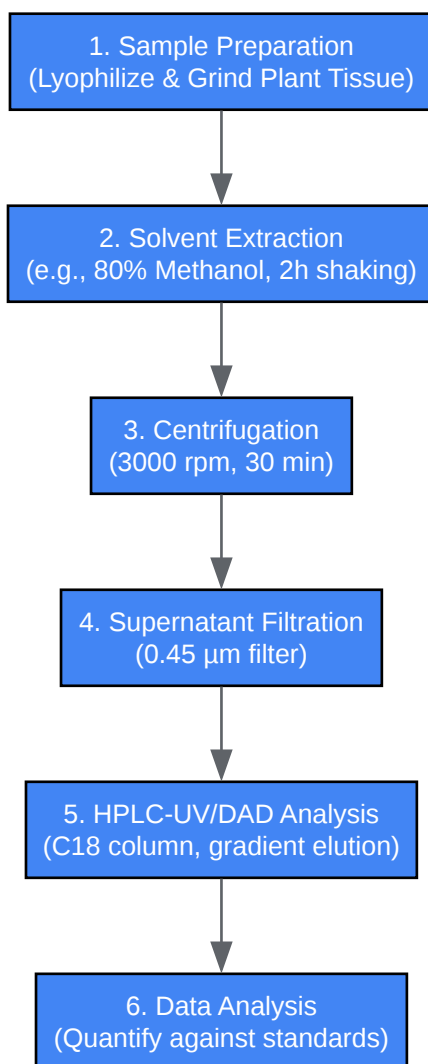 1. Sample Preparation
(Lyophilize & Grind Plant Tissue)
2. Solvent Extraction
(e.g., 80% Methanol, 2h shaking)
3. Centrifugation
(3000 rpm, 30 min)
4. Supernatant Filtration
(0.45 µm filter)
5. HPLC-UV/DAD Analysis
(C18 column, gradient elution)
6. Data Analysis
(Quantify against standards)